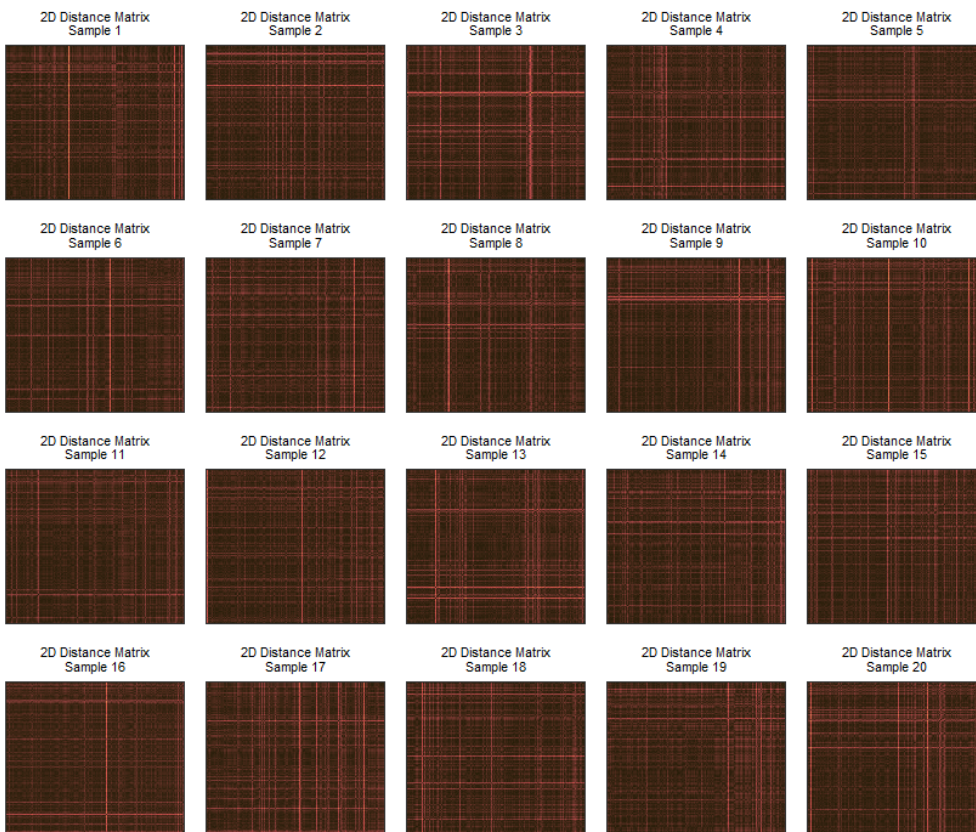 2D Distance Matrix
Sample 1
2D Distance Matrix
Sample 2
2D Distance Matrix
Sample 3
2D Distance Matrix
Sample 4
2D Distance Matrix
Sample 5
2D Distance Matrix
Sample 6
2D Distance Matrix
Sample 7
2D Distance Matrix
Sample 8
2D Distance Matrix
Sample 9
2D Distance Matrix
Sample 10
2D Distance Matrix
Sample 11
2D Distance Matrix
Sample 12
2D Distance Matrix
Sample 13
2D Distance Matrix
Sample 14
2D Distance Matrix
Sample 15
2D Distance Matrix
Sample 16
2D Distance Matrix
Sample 17
2D Distance Matrix
Sample 18
2D Distance Matrix
Sample 19
2D Distance Matrix
Sample 20